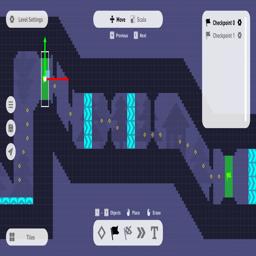 Level Settings
Move Scale
Previous Next
Checkpoint 0
Checkpoint 1
Objects Place Erase
Tiles
T